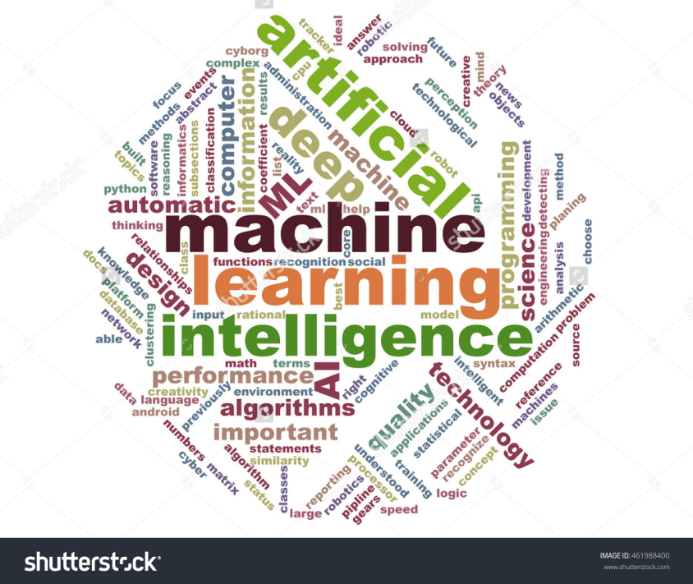 artificial
tracker
ideal
answer
robotic
solving
approach
future
cyborg
complex
cpu
creative
mind
theory
news
objects
perception
technological
focus
events
methods
abstract
computer
information
results
administration
deep
machine
cloud
robot
built
topics
software
reasoning
informatics
subsections
classification
coefficient
list
reality
ML
text
ml
help
api
programming
development
science
detecting
engineering
method
planing
python
automatic
thinking
machine
core
relationships
class
functions
recognition
social
analysis
choose
knowledge
docs
design
platform
database
network
able
learning
best
arithmetic
clustering
input
rational
model
intelligence
computation
problem
source
math
terms
AI
performance
creativity
environment
right
cognitive
syntax
intelligent
technology
reference
machines
issue
data
language
android
previously
algorithms
important
quality
applications
statistical
numbers
cyber
matrix
algorithm
status
statements
similarity
classes
large
reporting
robotics
understood
processor
pipline
gears
training
speed
parameter
recognize
concept
logic
shutterstock
shutterstock
shutterstock
shutterstock
IMAGE ID: 461988400
www.shutterstock.com